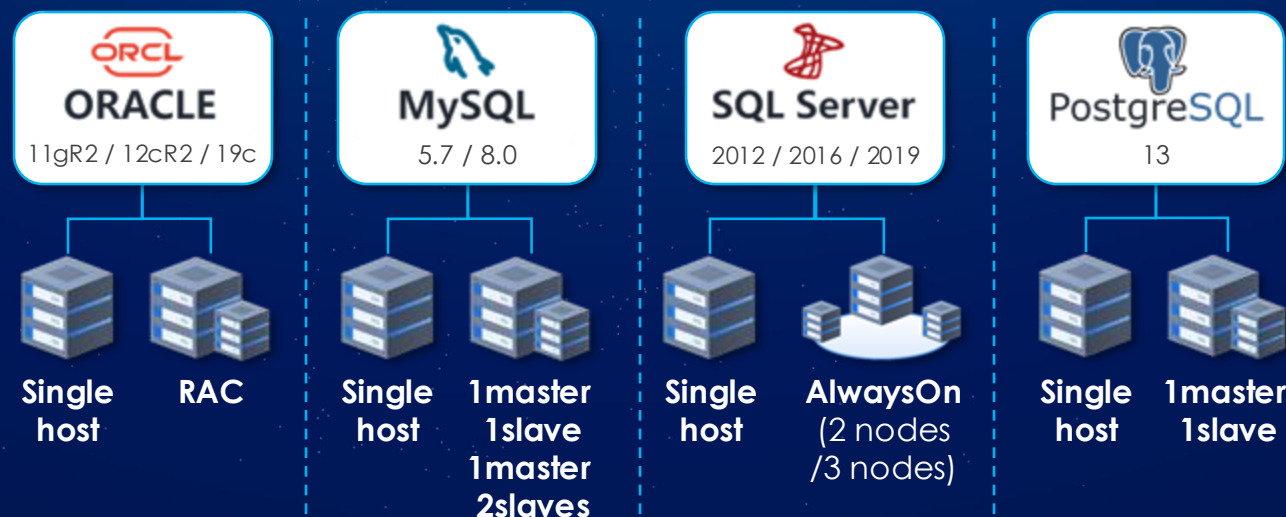 ORCL
ORACLE
11gR2 / 12cR2 / 19c
Single
host
RAC
MySQL
5.7 / 8.0
Single
host
1master
1slave
1master
2slaves
SQL Server
2012 / 2016 / 2019
Single
host
AlwaysOn
(2 nodes
/3 nodes)
PostgreSQL
13
Single
host
1master
1slave